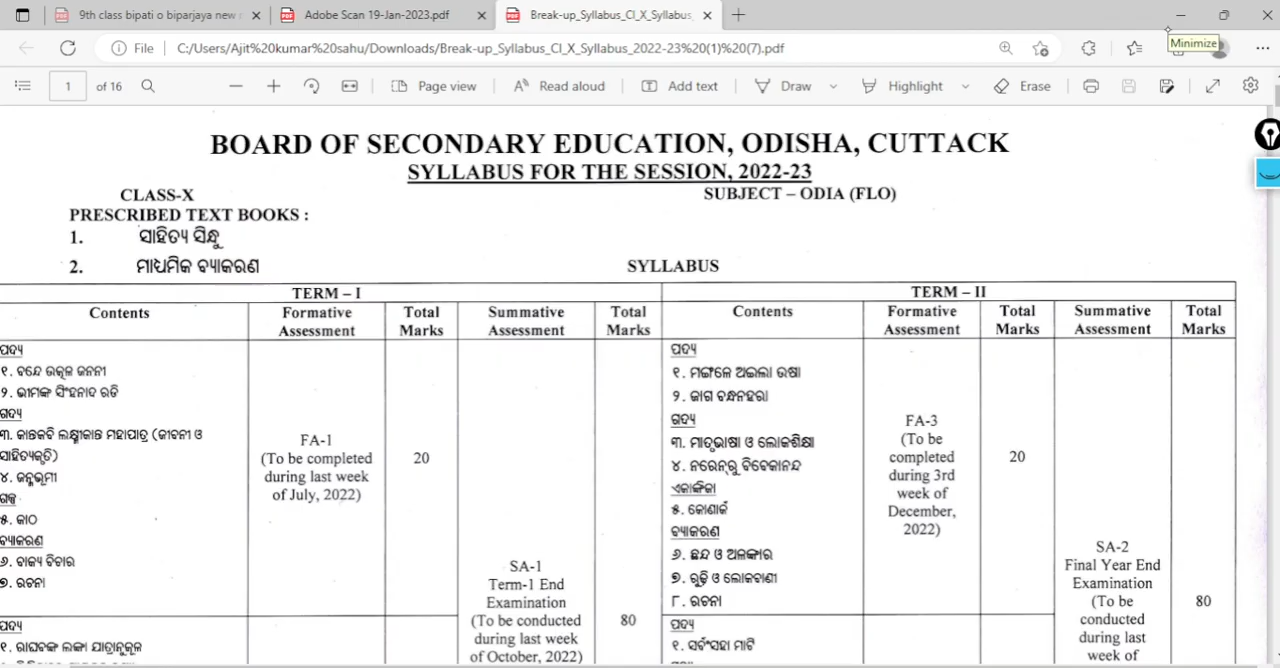 9th class bipati o biparjaya new
Adobe Scan 19-Jan-2023.pdf
Break-up_Syllabus_Cl_X_Syllabus_
File
C:/Users/Ajit%20kumar%20sahu/Downloads/Break-up_Syllabus_Cl_X_Syllabus_2022-23%20(1)%20(7).pdf
Minimize
1 of 16
Page view
Read aloud
Add text
Draw
Highlight
Erase
BOARD OF SECONDARY EDUCATION, ODISHA, CUTTACK
SYLLABUS FOR THE SESSION, 2022-23
CLASS-X
SUBJECT – ODIA (FLO)
PRESCRIBED TEXT BOOKS :
1. ସାହିତ୍ୟ ସିନ୍ଧୁ
2. ମାଧ୍ୟମିକ ବ୍ୟାକରଣ
SYLLABUS
TERM – I
Contents
Formative
Assessment
Total
Marks
Summative
Assessment
Total
Marks
ପଦ୍ୟ
୧. ବନ୍ଦେ ଉତ୍କଳ ଜନନୀ
୨. ଭୀମଙ୍କ ସିଂହନାଦ ରଡି
ଗଦ୍ୟ
୩. କାନ୍ତକବି ଲକ୍ଷ୍ମୀକାନ୍ତ ମହାପାତ୍ର (ଜୀବନୀ ଓ
ସାହିତ୍ୟକୃତି)
୪. ଜନ୍ମଭୂମୀ
ଗଳ୍ପ
୫. କାଠ
ବ୍ୟାକରଣ
୬. ବାକ୍ୟ ବିଚାର
୭. ରଚନା
FA-1
(To be completed
during last week
of July, 2022)
20
SA-1
Term-1 End
Examination
(To be conducted
during last week
of October, 2022)
80
ପଦ୍ୟ
୧. ରାଘବଙ୍କ ଲଙ୍କା ଯାତ୍ରାନୁକୂଳ
TERM – II
Contents
Formative
Assessment
Total
Marks
Summative
Assessment
Total
Marks
ପଦ୍ୟ
୧. ମଙ୍ଗଳେ ଅଇଲା ଉଷା
୨. ଜାଗ ବନ୍ଧନହରା
ଗଦ୍ୟ
୩. ମାତୃଭାଷା ଓ ଲୋକଶିକ୍ଷା
୪. ନରେନ୍‌ରୁ ବିବେକାନନ୍ଦ
ଏକାଙ୍କିକା
୫. କୋଣାର୍କ
ବ୍ୟାକରଣ
୬. ଛନ୍ଦ ଓ ଅଳଙ୍କାର
୭. ରୂଢ଼ି ଓ ଲୋକବାଣୀ
୮. ରଚନା
FA-3
(To be
completed
during 3rd
week of
December,
2022)
20
SA-2
Final Year End
Examination
(To be
conducted
during last
week of
80
ପଦ୍ୟ
୧. ସର୍ବଂସହା ମାଟି